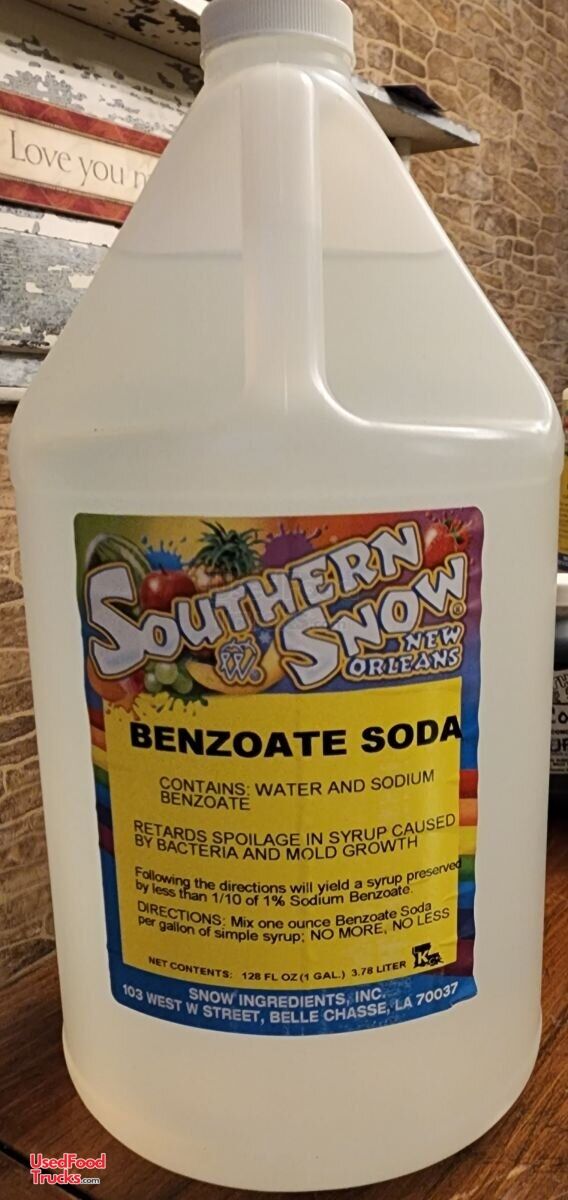 Love you
SOUTHERN
SNOW®
NEW
ORLEANS
BENZOATE SODA
CONTAINS: WATER AND SODIUM
BENZOATE
RETARDS SPOILAGE IN SYRUP CAUSED
BY BACTERIA AND MOLD GROWTH
Following the directions will yield a syrup preserved
by less than 1/10 of 1% Sodium Benzoate.
DIRECTIONS: Mix one ounce Benzoate Soda
per gallon of simple syrup; NO MORE, NO LESS
NET CONTENTS: 128 FL OZ (1 GAL.) 3.78 LITER K
SNOW INGREDIENTS, INC.
103 WEST W STREET, BELLE CHASSE, LA 70037
UsedFood
Trucks.com